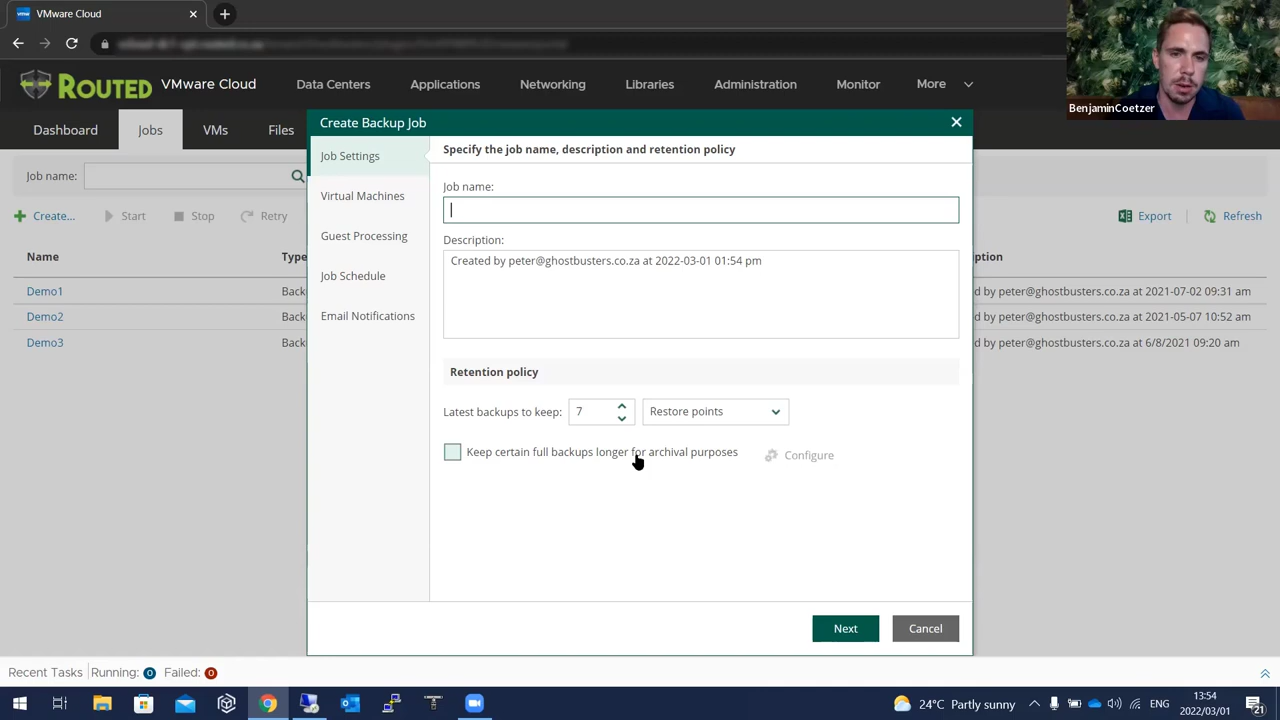 VMware Cloud
ROUTED VMware Cloud Data Centers Applications Networking Libraries Administration Monitor More
BenjaminCoetzer
Dashboard Jobs VMs Files
Create Backup Job
Job Settings
Virtual Machines
Guest Processing
Job Schedule
Email Notifications
Specify the job name, description and retention policy
Job name:
Description:
Created by peter@ghostbusters.co.za at 2022-03-01 01:54 pm
Retention policy
Latest backups to keep: 7 Restore points
Keep certain full backups longer for archival purposes Configure
Next Cancel
Job name:
Create... Start Stop Retry Export Refresh
Name
Demo1 d by peter@ghostbusters.co.za at 2021-07-02 09:31 am
Demo2 d by peter@ghostbusters.co.za at 2021-05-07 10:52 am
Demo3 d by peter@ghostbusters.co.za at 6/8/2021 09:20 am
Recent Tasks Running: 0 Failed: 0
24°C Partly sunny ENG 13:54
2022/03/01
21